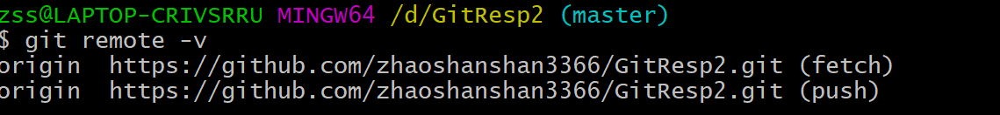 zss@LAPTOP-CRIVSRRU MINGW64 /d/GitResp2 (master)
$ git remote -v
origin  https://github.com/zhaoshanshan3366/GitResp2.git (fetch)
origin  https://github.com/zhaoshanshan3366/GitResp2.git (push)